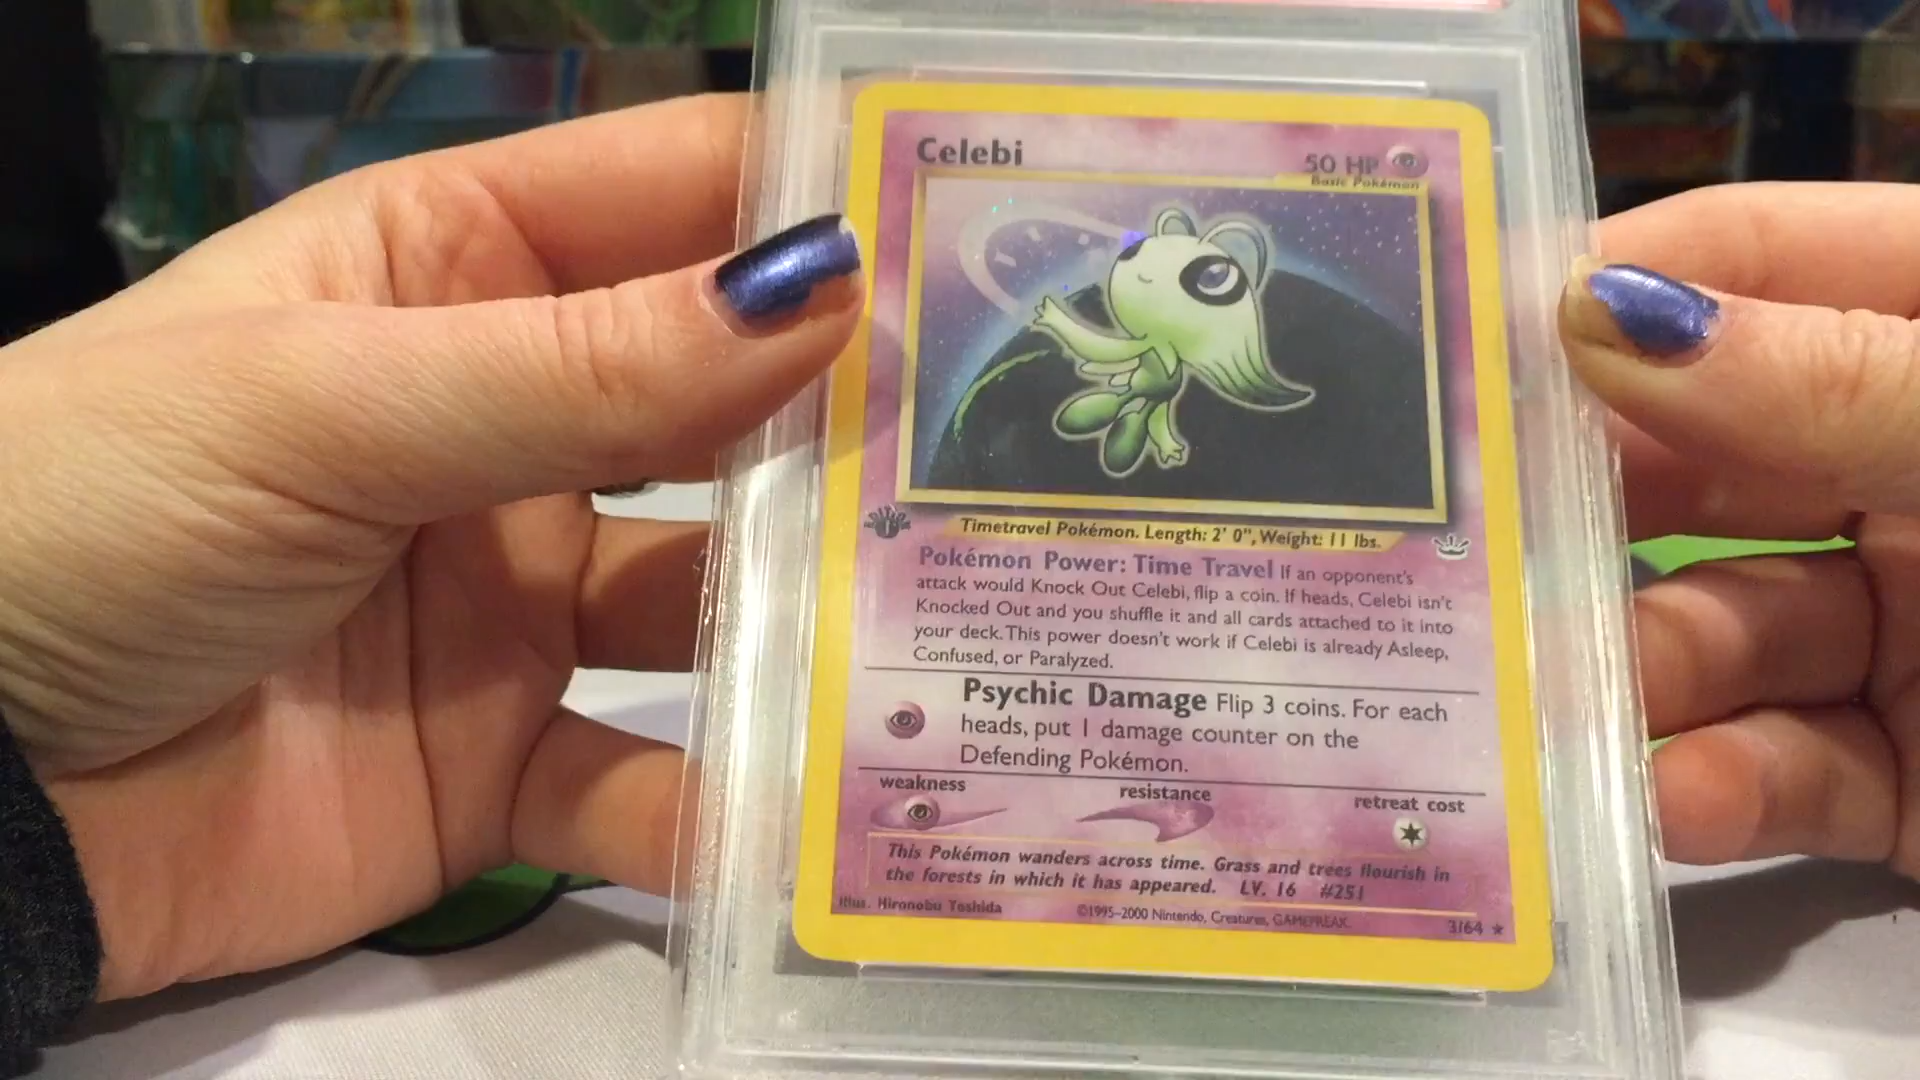 Celebi
50 HP
Basic Pokémon
EDITION
1
Timetravel Pokémon. Length: 2' 0", Weight: 11 lbs.
Pokémon Power: Time Travel If an opponent's
attack would Knock Out Celebi, flip a coin. If heads, Celebi isn't
Knocked Out and you shuffle it and all cards attached to it into
your deck. This power doesn't work if Celebi is already Asleep,
Confused, or Paralyzed.
Psychic Damage Flip 3 coins. For each
heads, put 1 damage counter on the
Defending Pokémon.
weakness
resistance
retreat cost
This Pokémon wanders across time. Grass and trees flourish in
the forests in which it has appeared. LV. 16 #251
Illus. Hironobu Yoshida
©1995-2000 Nintendo, Creatures, GAMEFREAK.
3/64 ★